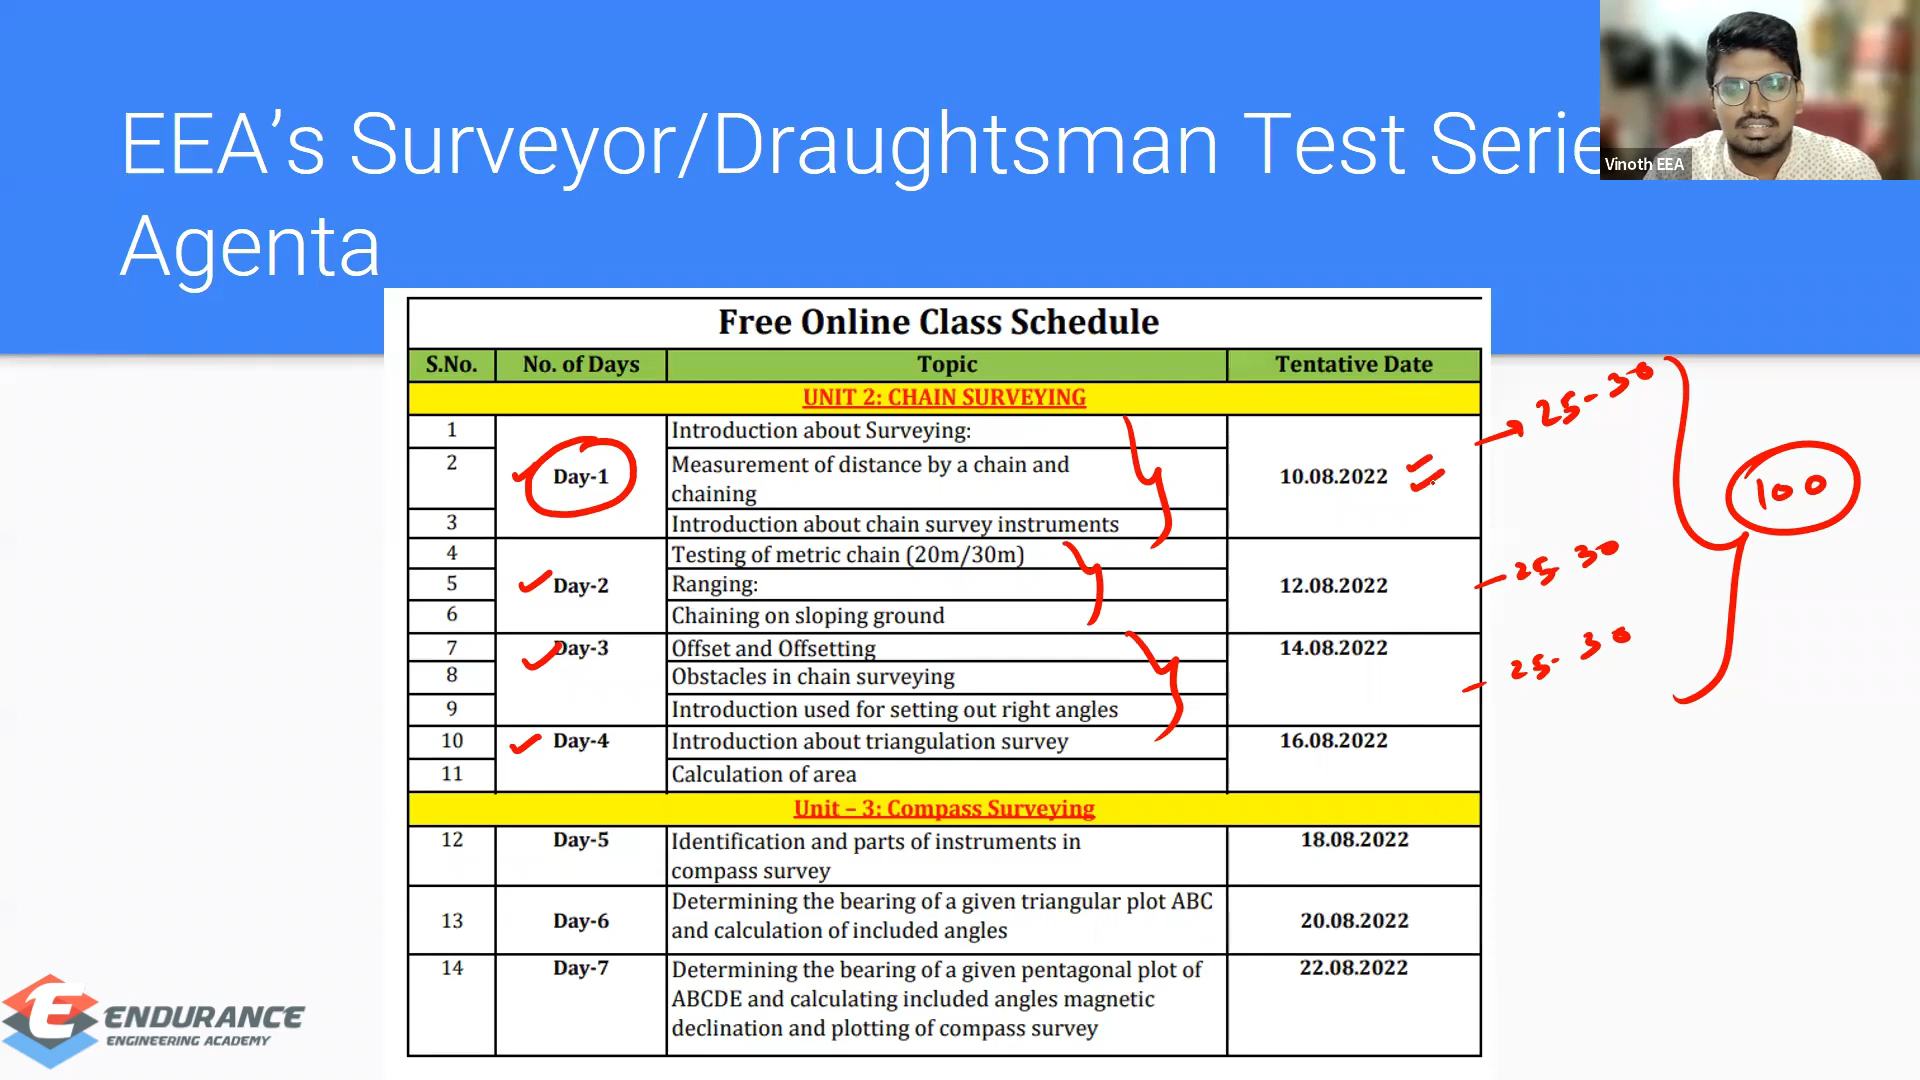 EEA’s Surveyor/Draughtsman Test Serie
Agenta
Vinoth EEA
Free Online Class Schedule
S.No. No. of Days Topic Tentative Date
UNIT 2: CHAIN SURVEYING
1 Introduction about Surveying:
2 Day-1 Measurement of distance by a chain and 10.08.2022
chaining
3 Introduction about chain survey instruments
4 Testing of metric chain (20m/30m)
5 Day-2 Ranging: 12.08.2022
6 Chaining on sloping ground
7 Day-3 Offset and Offsetting 14.08.2022
8 Obstacles in chain surveying
9 Introduction used for setting out right angles
10 Day-4 Introduction about triangulation survey 16.08.2022
11 Calculation of area
Unit – 3: Compass Surveying
12 Day-5 Identification and parts of instruments in 18.08.2022
compass survey
13 Day-6 Determining the bearing of a given triangular plot ABC 20.08.2022
and calculation of included angles
14 Day-7 Determining the bearing of a given pentagonal plot of 22.08.2022
ABCDE and calculating included angles magnetic
declination and plotting of compass survey
25-30
100
25 30
25- 30
E ENDURANCE
ENGINEERING ACADEMY